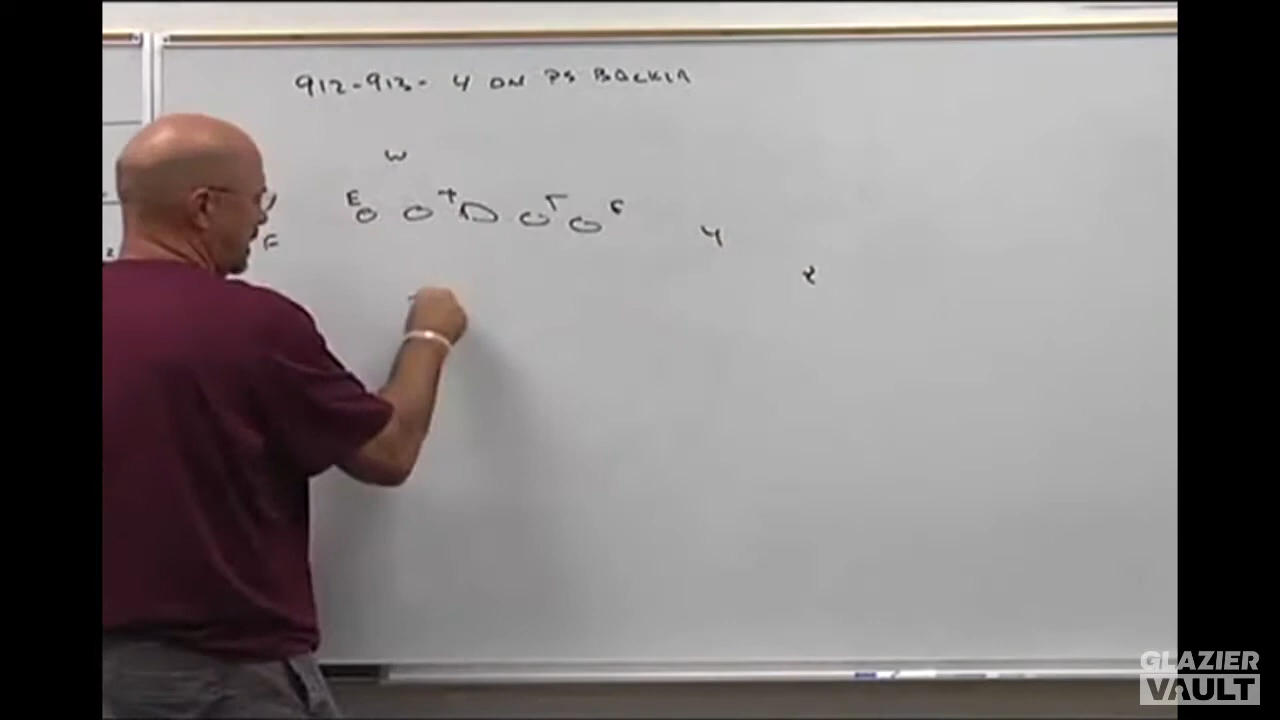 912-913- 4 ON PS BACKER
W
E T T E
F
Y
Z
GLAZIER
VAULT